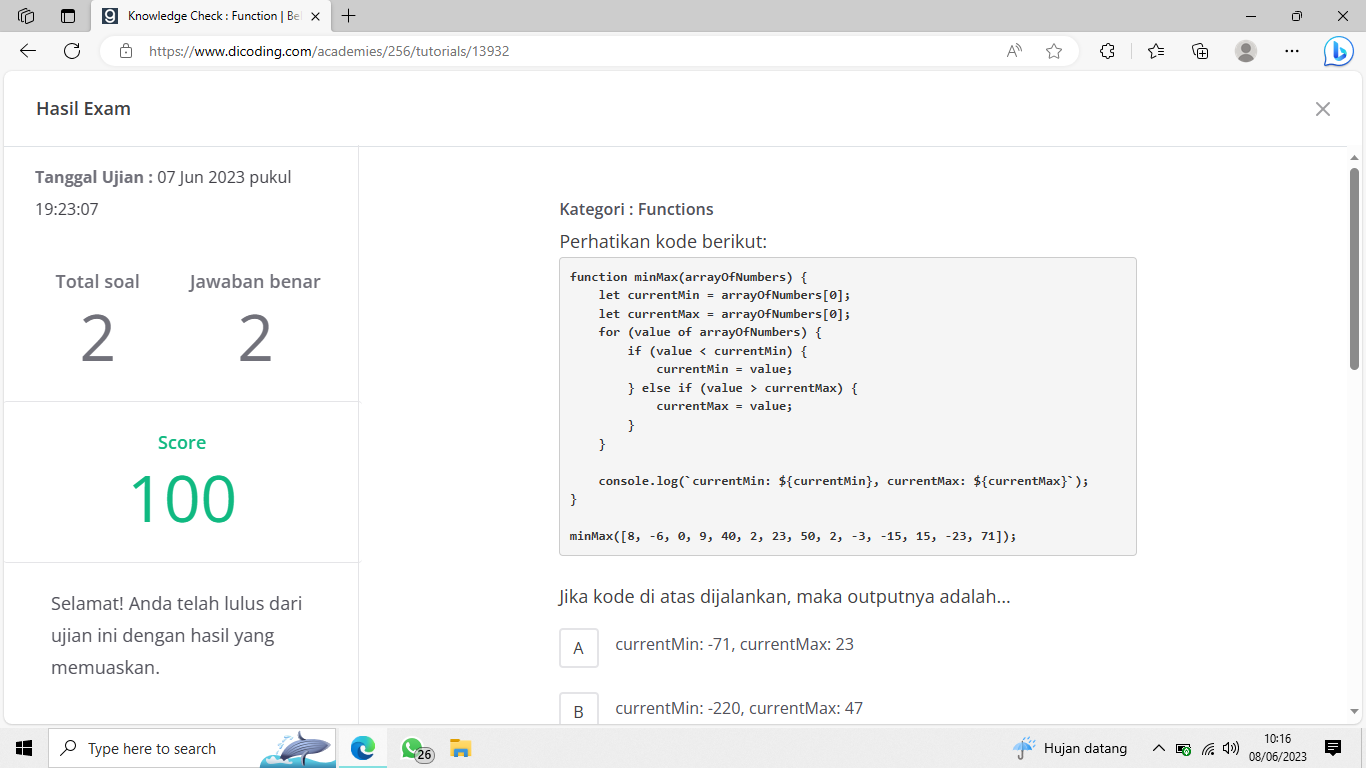 Knowledge Check : Function | Be
https://www.dicoding.com/academies/256/tutorials/13932
Hasil Exam
Tanggal Ujian : 07 Jun 2023 pukul
19:23:07
Total soal
Jawaban benar
2
2
Score
100
Selamat! Anda telah lulus dari
ujian ini dengan hasil yang
memuaskan.
Kategori : Functions
Perhatikan kode berikut:
function minMax(arrayOfNumbers) {
    let currentMin = arrayOfNumbers[0];
    let currentMax = arrayOfNumbers[0];
    for (value of arrayOfNumbers) {
        if (value < currentMin) {
            currentMin = value;
        } else if (value > currentMax) {
            currentMax = value;
        }
    }
    console.log(`currentMin: ${currentMin}, currentMax: ${currentMax}`);
}
minMax([8, -6, 0, 9, 40, 2, 23, 50, 2, -3, -15, 15, -23, 71]);
Jika kode di atas dijalankan, maka outputnya adalah...
A currentMin: -71, currentMax: 23
B currentMin: -220, currentMax: 47
Type here to search
26
Hujan datang
10:16
08/06/2023